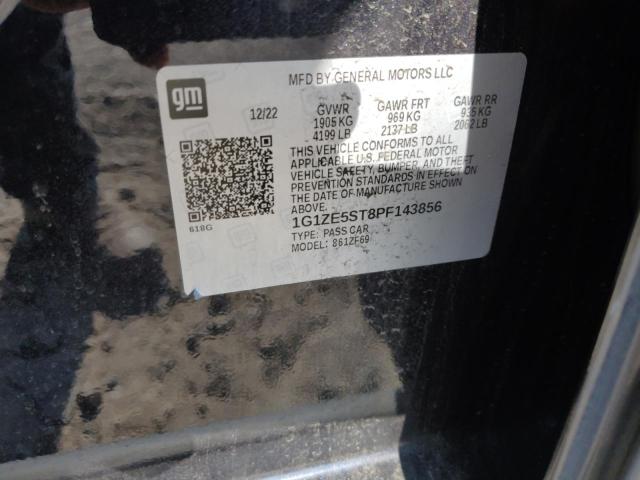 gm
MFD BY GENERAL MOTORS LLC
12/22
GVWR
1905 KG
4199 LB
GAWR FRT
969 KG
2137 LB
GAWR RR
935 KG
2062 LB
THIS VEHICLE CONFORMS TO ALL
APPLICABLE U.S. FEDERAL MOTOR
VEHICLE SAFETY, BUMPER, AND THEFT
PREVENTION STANDARDS IN EFFECT ON
THE DATE OF MANUFACTURE SHOWN
ABOVE.
1G1ZE5ST8PF143856
TYPE: PASS CAR
MODEL: 861ZF69
618G